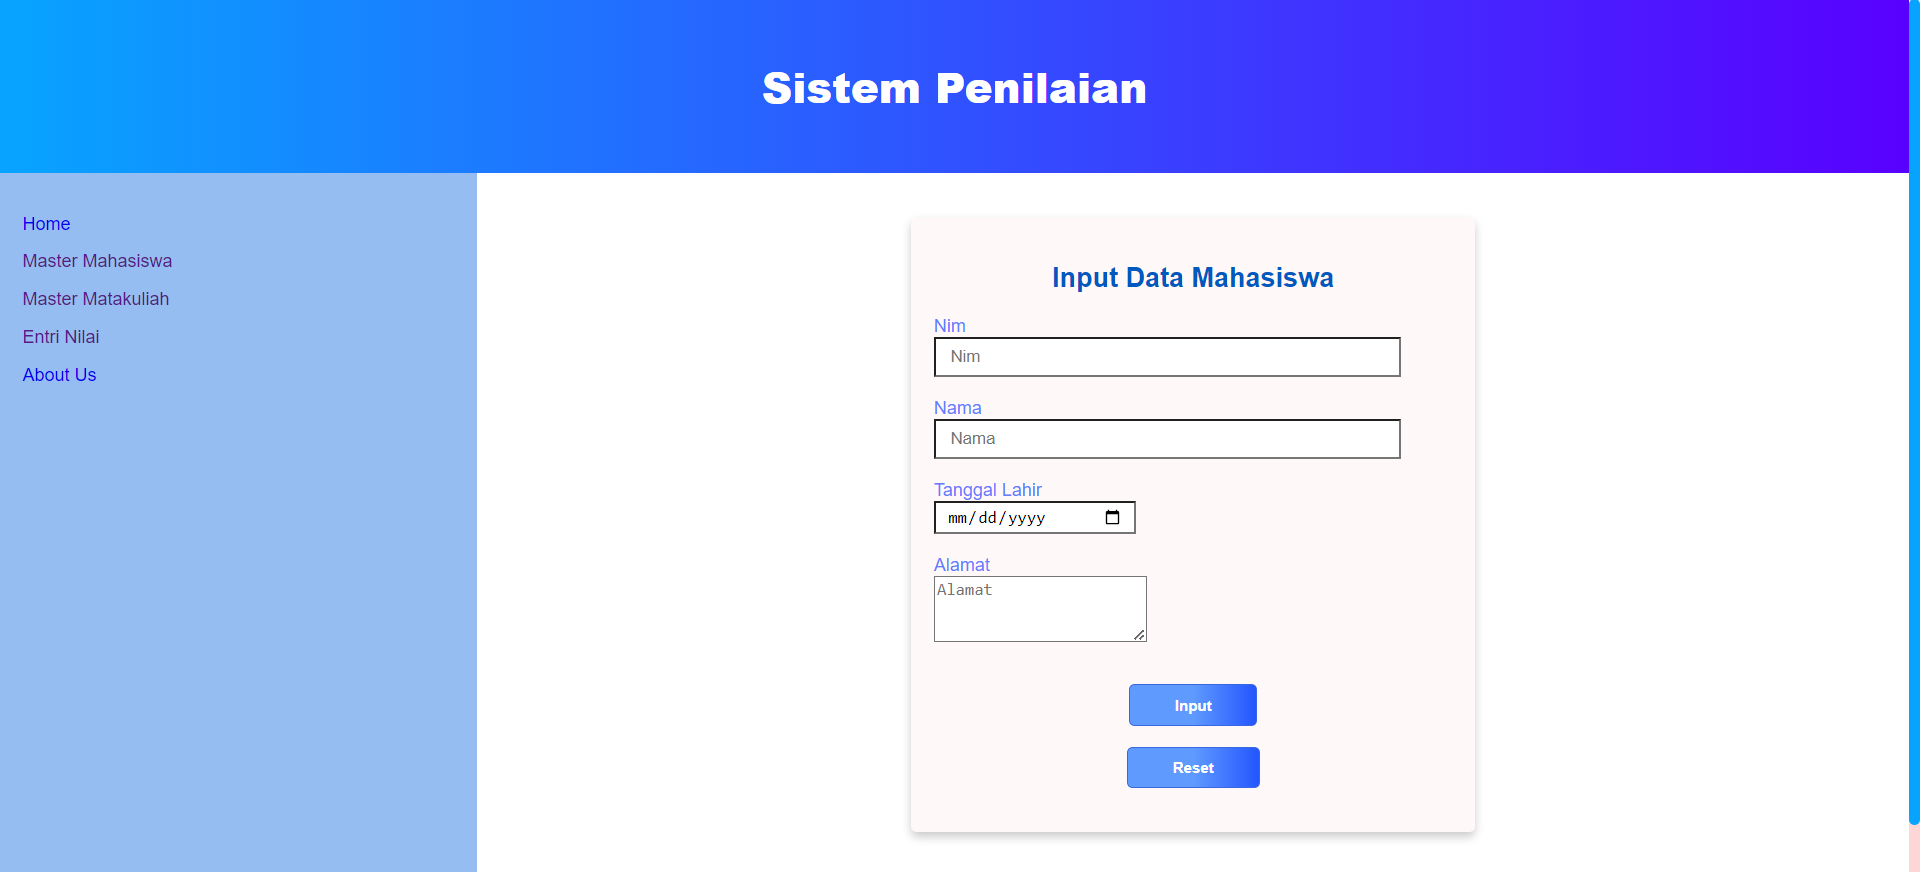 Sistem Penilaian
Home
Master Mahasiswa
Master Matakuliah
Entri Nilai
About Us
Input Data Mahasiswa
Nim
Nim
Nama
Nama
Tanggal Lahir
mm/dd/yyyy
Alamat
Alamat
Input
Reset